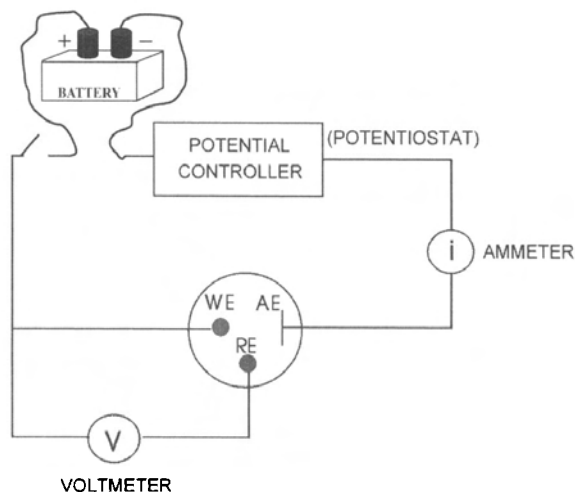 + −
BATTERY
POTENTIAL
CONTROLLER
(POTENTIOSTAT)
i AMMETER
WE AE
RE
V
VOLTMETER